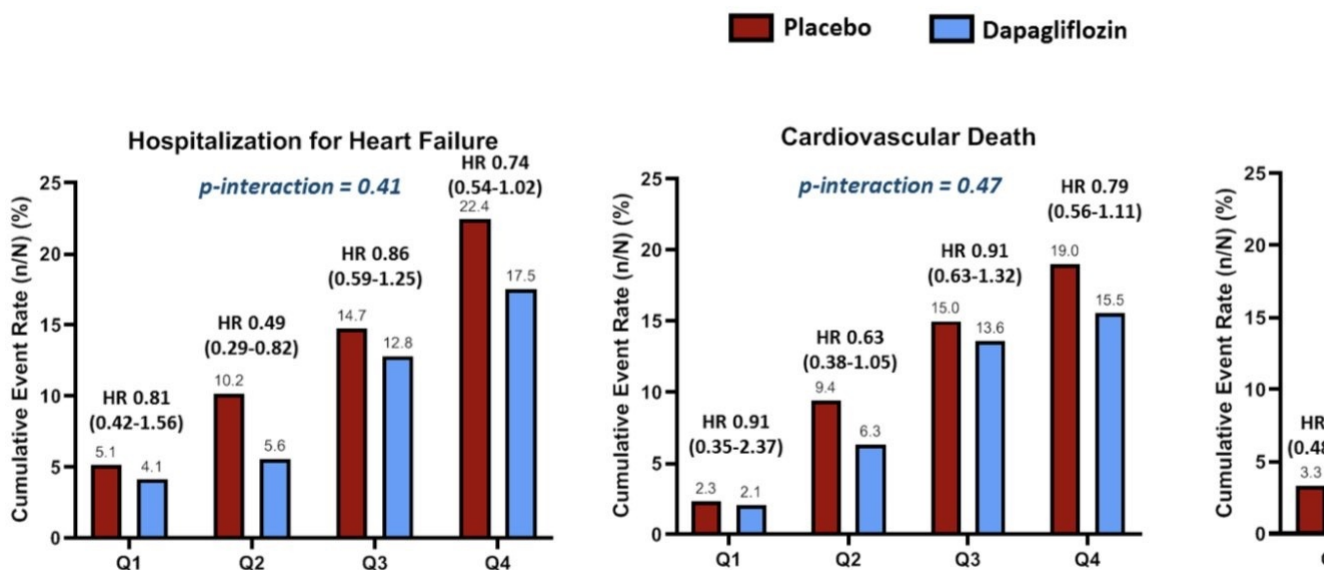 Placebo Dapagliflozin
Hospitalization for Heart Failure
p-interaction = 0.41
Cumulative Event Rate (n/N) (%)
25
20
15
10
5
0
HR 0.81
(0.42-1.56)
5.1 4.1
HR 0.49
(0.29-0.82)
10.2 5.6
HR 0.86
(0.59-1.25)
14.7 12.8
HR 0.74
(0.54-1.02)
22.4 17.5
Q1 Q2 Q3 Q4
Cardiovascular Death
p-interaction = 0.47
Cumulative Event Rate (n/N) (%)
25
20
15
10
5
0
HR 0.91
(0.35-2.37)
2.3 2.1
HR 0.63
(0.38-1.05)
9.4 6.3
HR 0.91
(0.63-1.32)
15.0 13.6
HR 0.79
(0.56-1.11)
19.0 15.5
Q1 Q2 Q3 Q4
Cumulative Event Rate (n/N) (%)
25
20
15
10
5
0
HR
(0.48
3.3